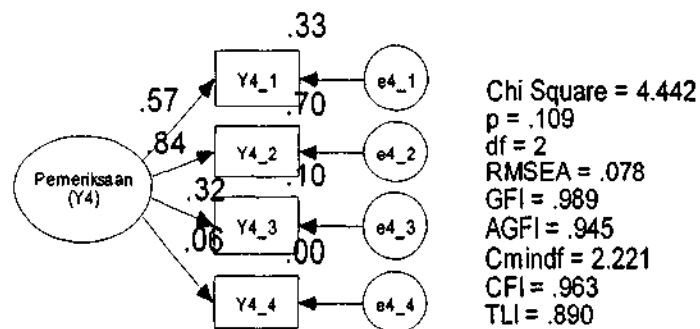 .33
Y4_1
e4_1
.57
.70
.84
Y4_2
e4_2
Pemeriksaan
(Y4)
.10
.32
Y4_3
e4_3
.06
.00
Y4_4
e4_4
Chi Square = 4.442
p = .109
df = 2
RMSEA = .078
GFI = .989
AGFI = .945
Cmindf = 2.221
CFI = .963
TLI = .890